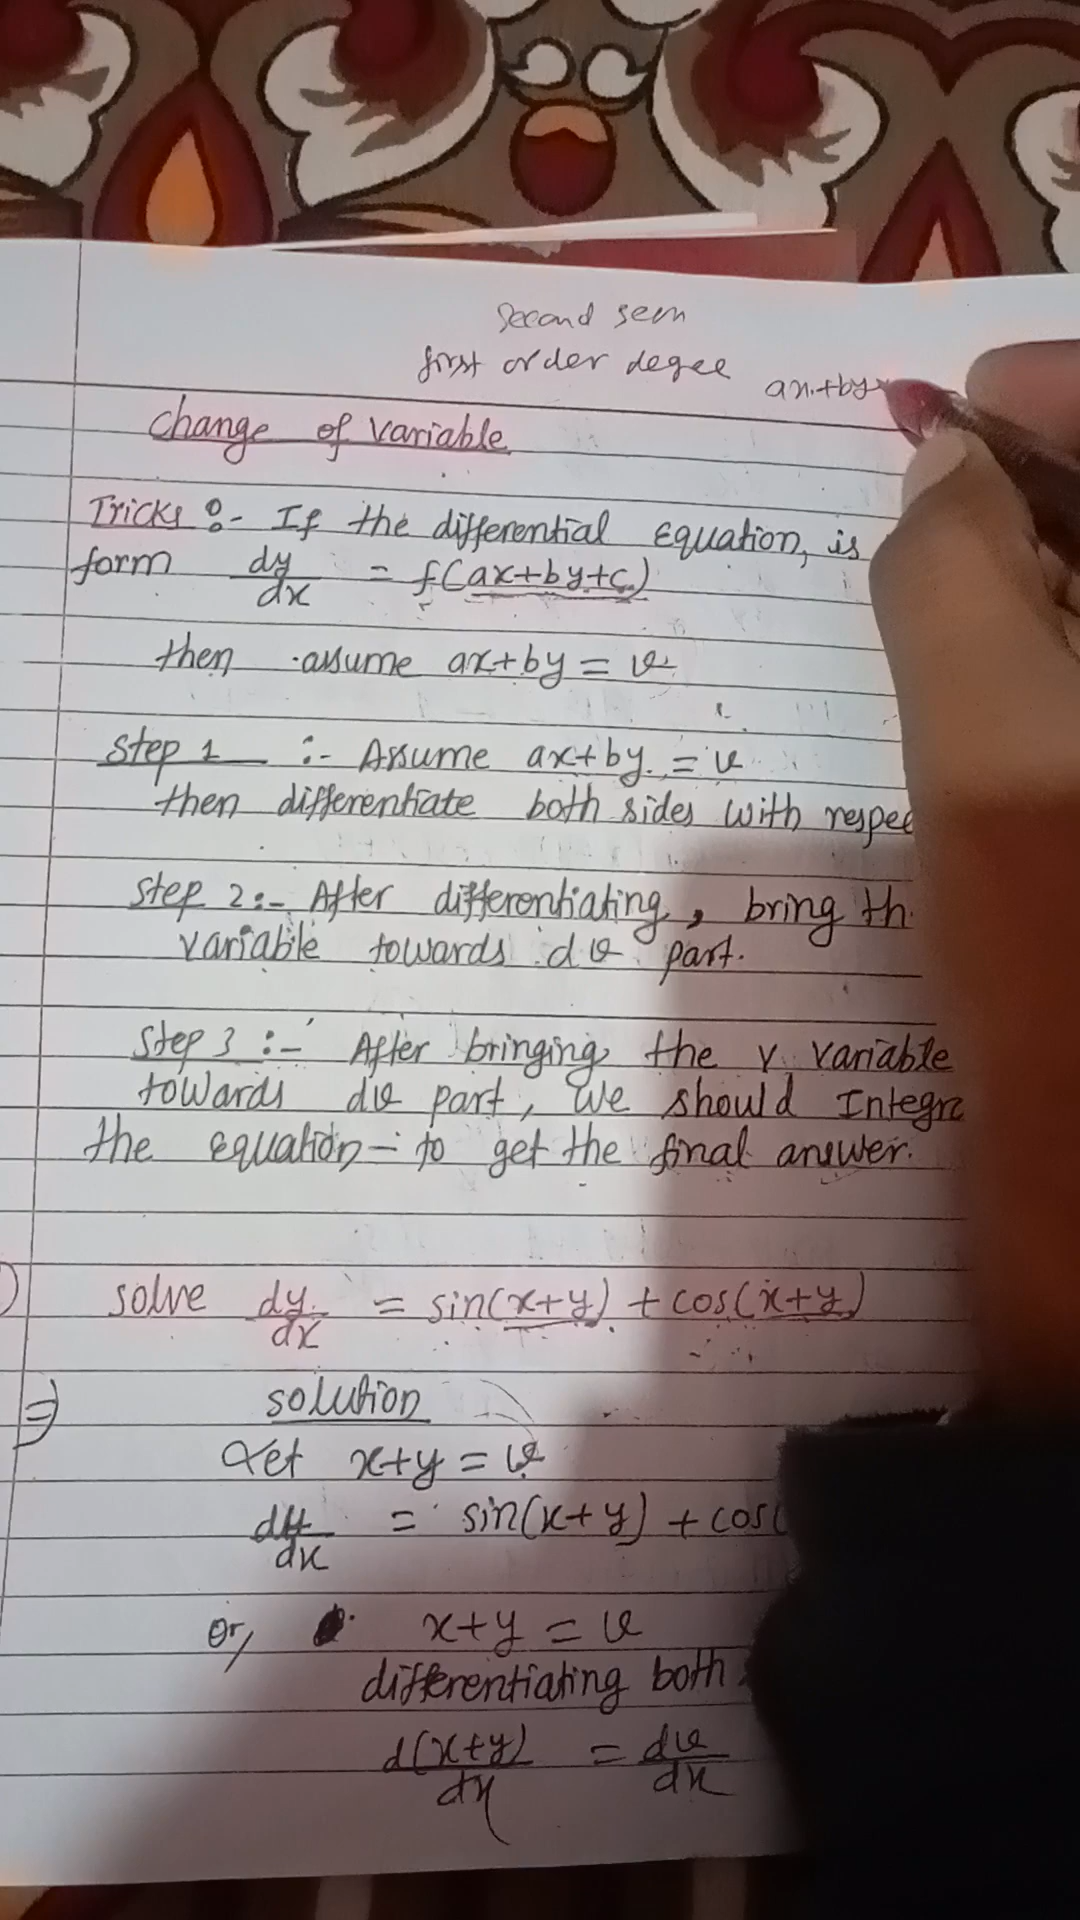 Second sem
first order degee
ax+by
Change of variable
Tricks :- If the differential Equation, is
form dy/dx = f(ax+by+c)
then assume ax+by = v
Step 1 :- Assume ax+by = v
then differentiate both sides with respec
Step 2:- After differentiating, bring th
variable towards dv part.
Step 3 :- After bringing the v variable
towards dv part, we should Integra
the equation - to get the final answer.
solve dy/dx = sin(x+y) + cos(x+y)
⇒ solution
Let x+y = v
dy/dx = sin(x+y) + cos(
or, x+y = v
differentiating both
d(x+y)/dx = dv/dx